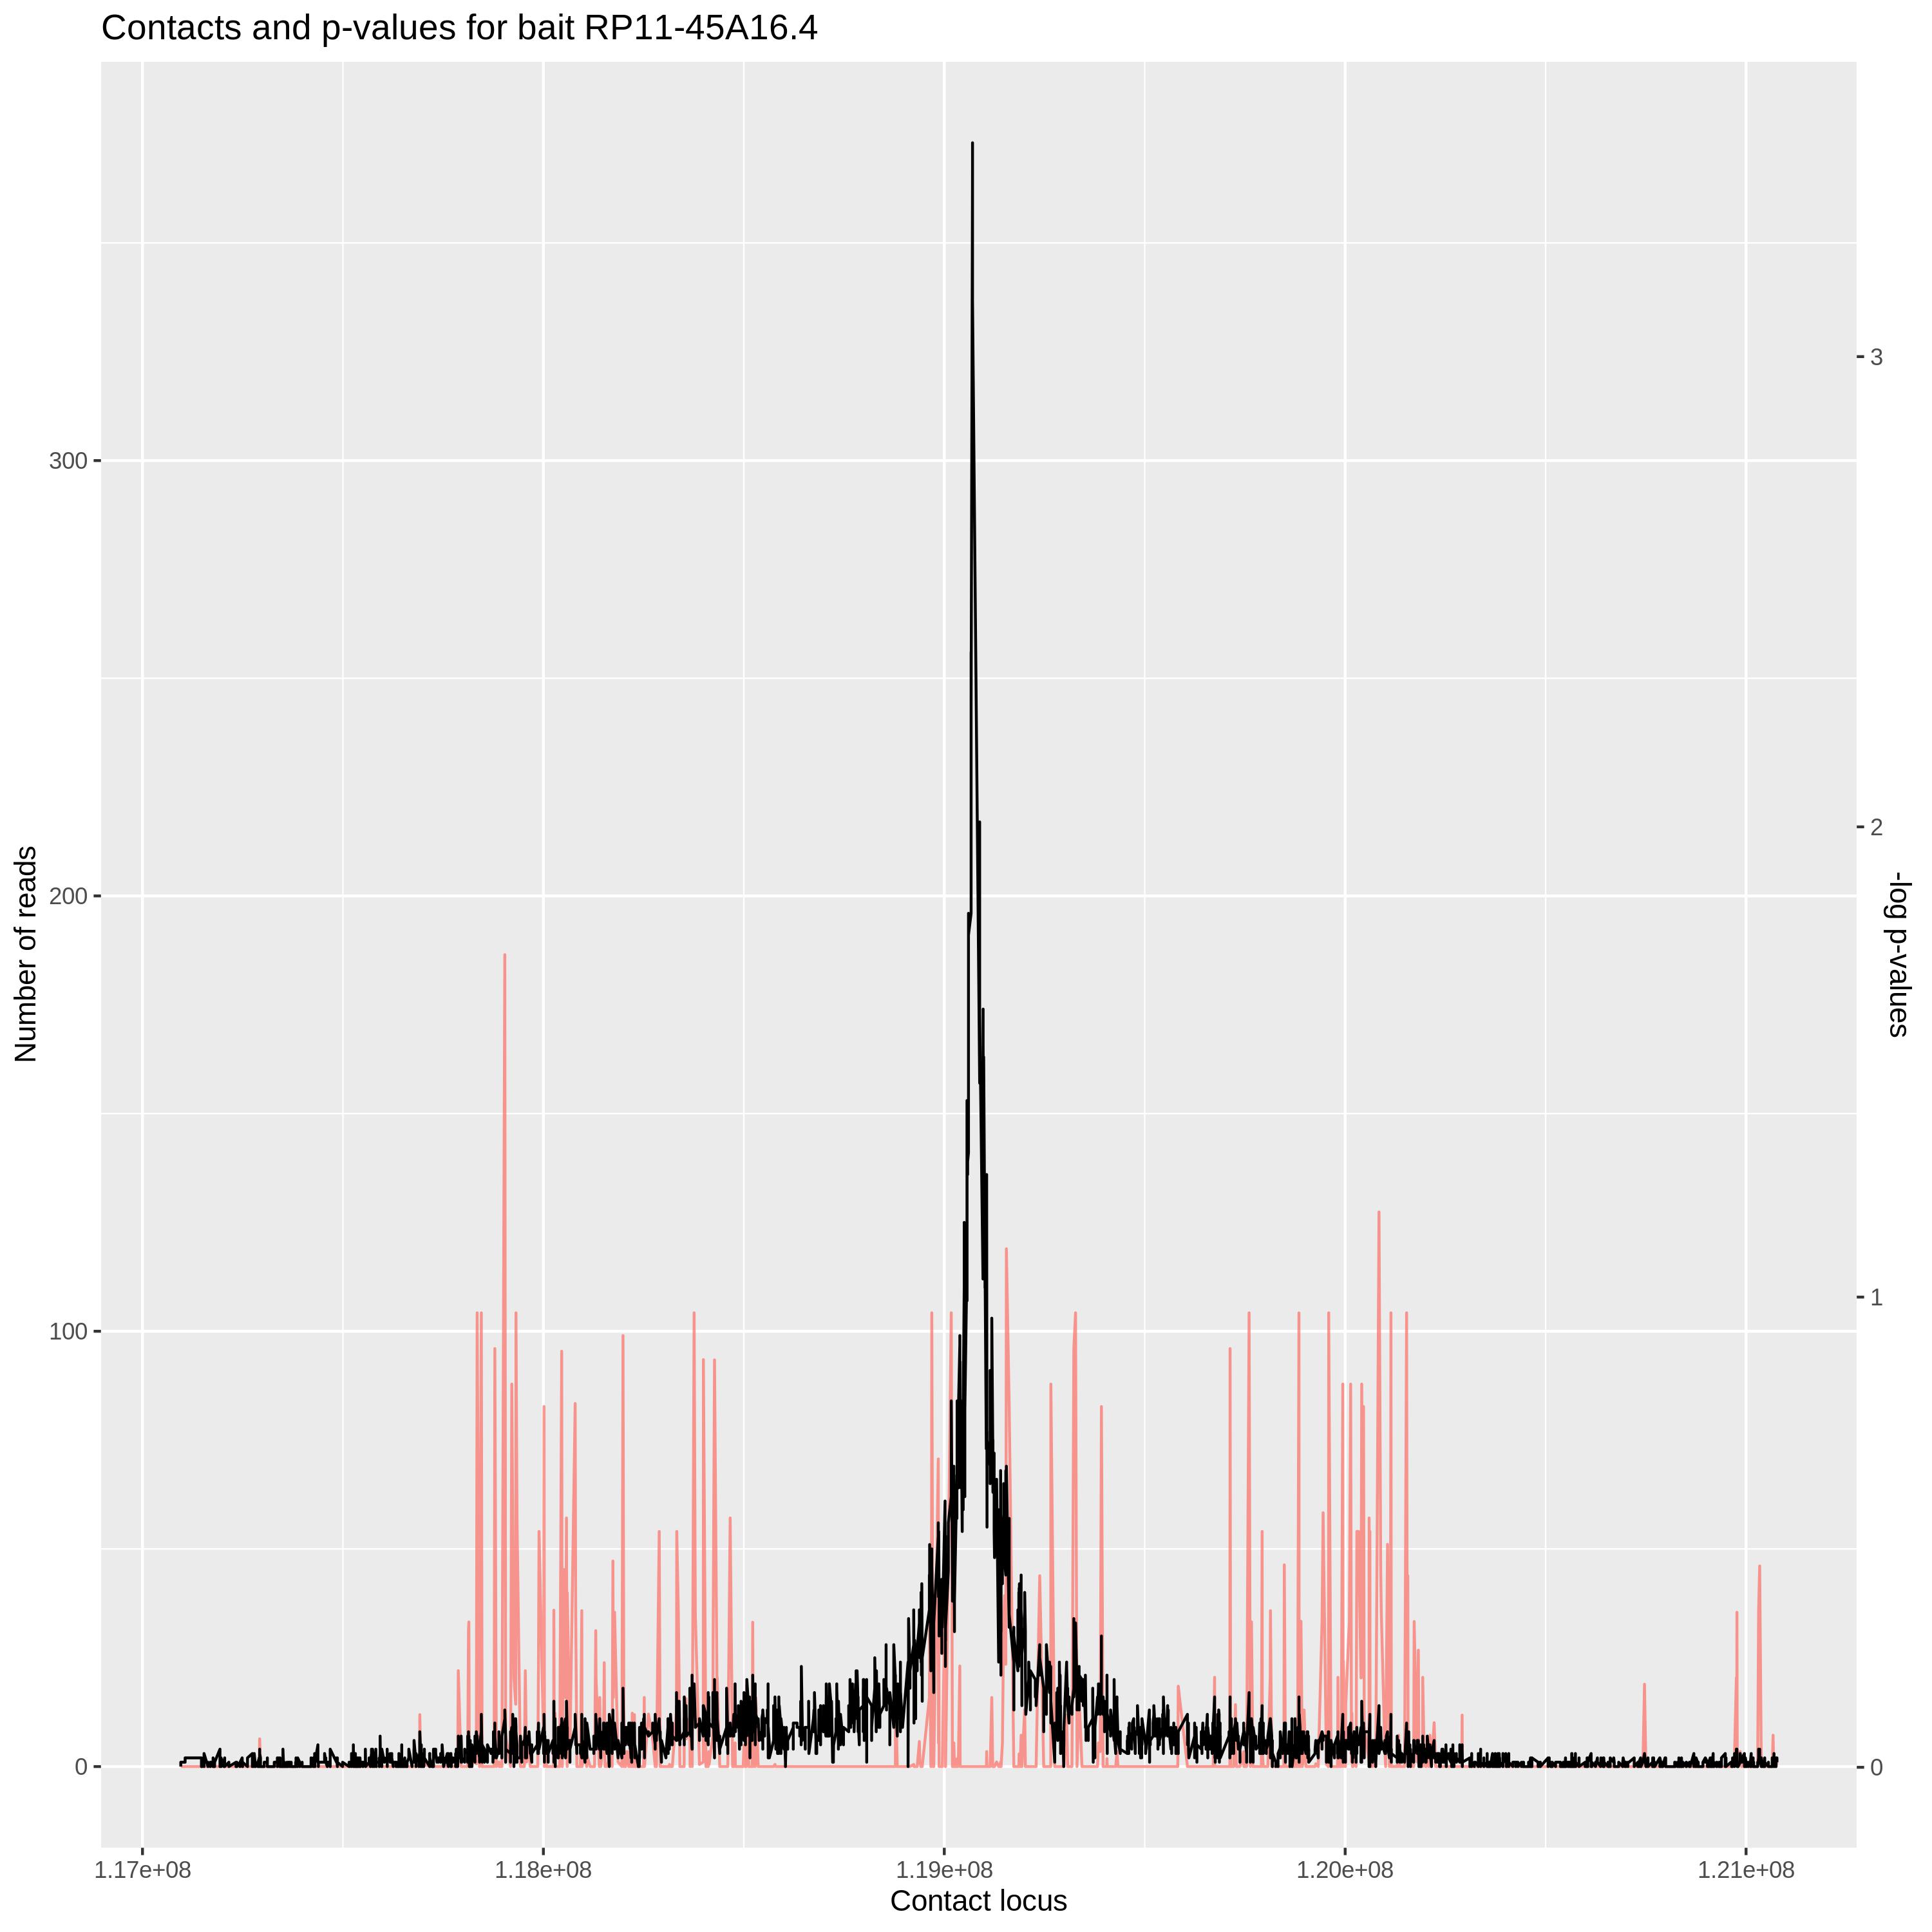 Contacts and p-values for bait RP11-45A16.4
Number of reads
300
200
100
0
3
2
1
0
-log p-values
1.17e+08
1.18e+08
1.19e+08
1.20e+08
1.21e+08
Contact locus